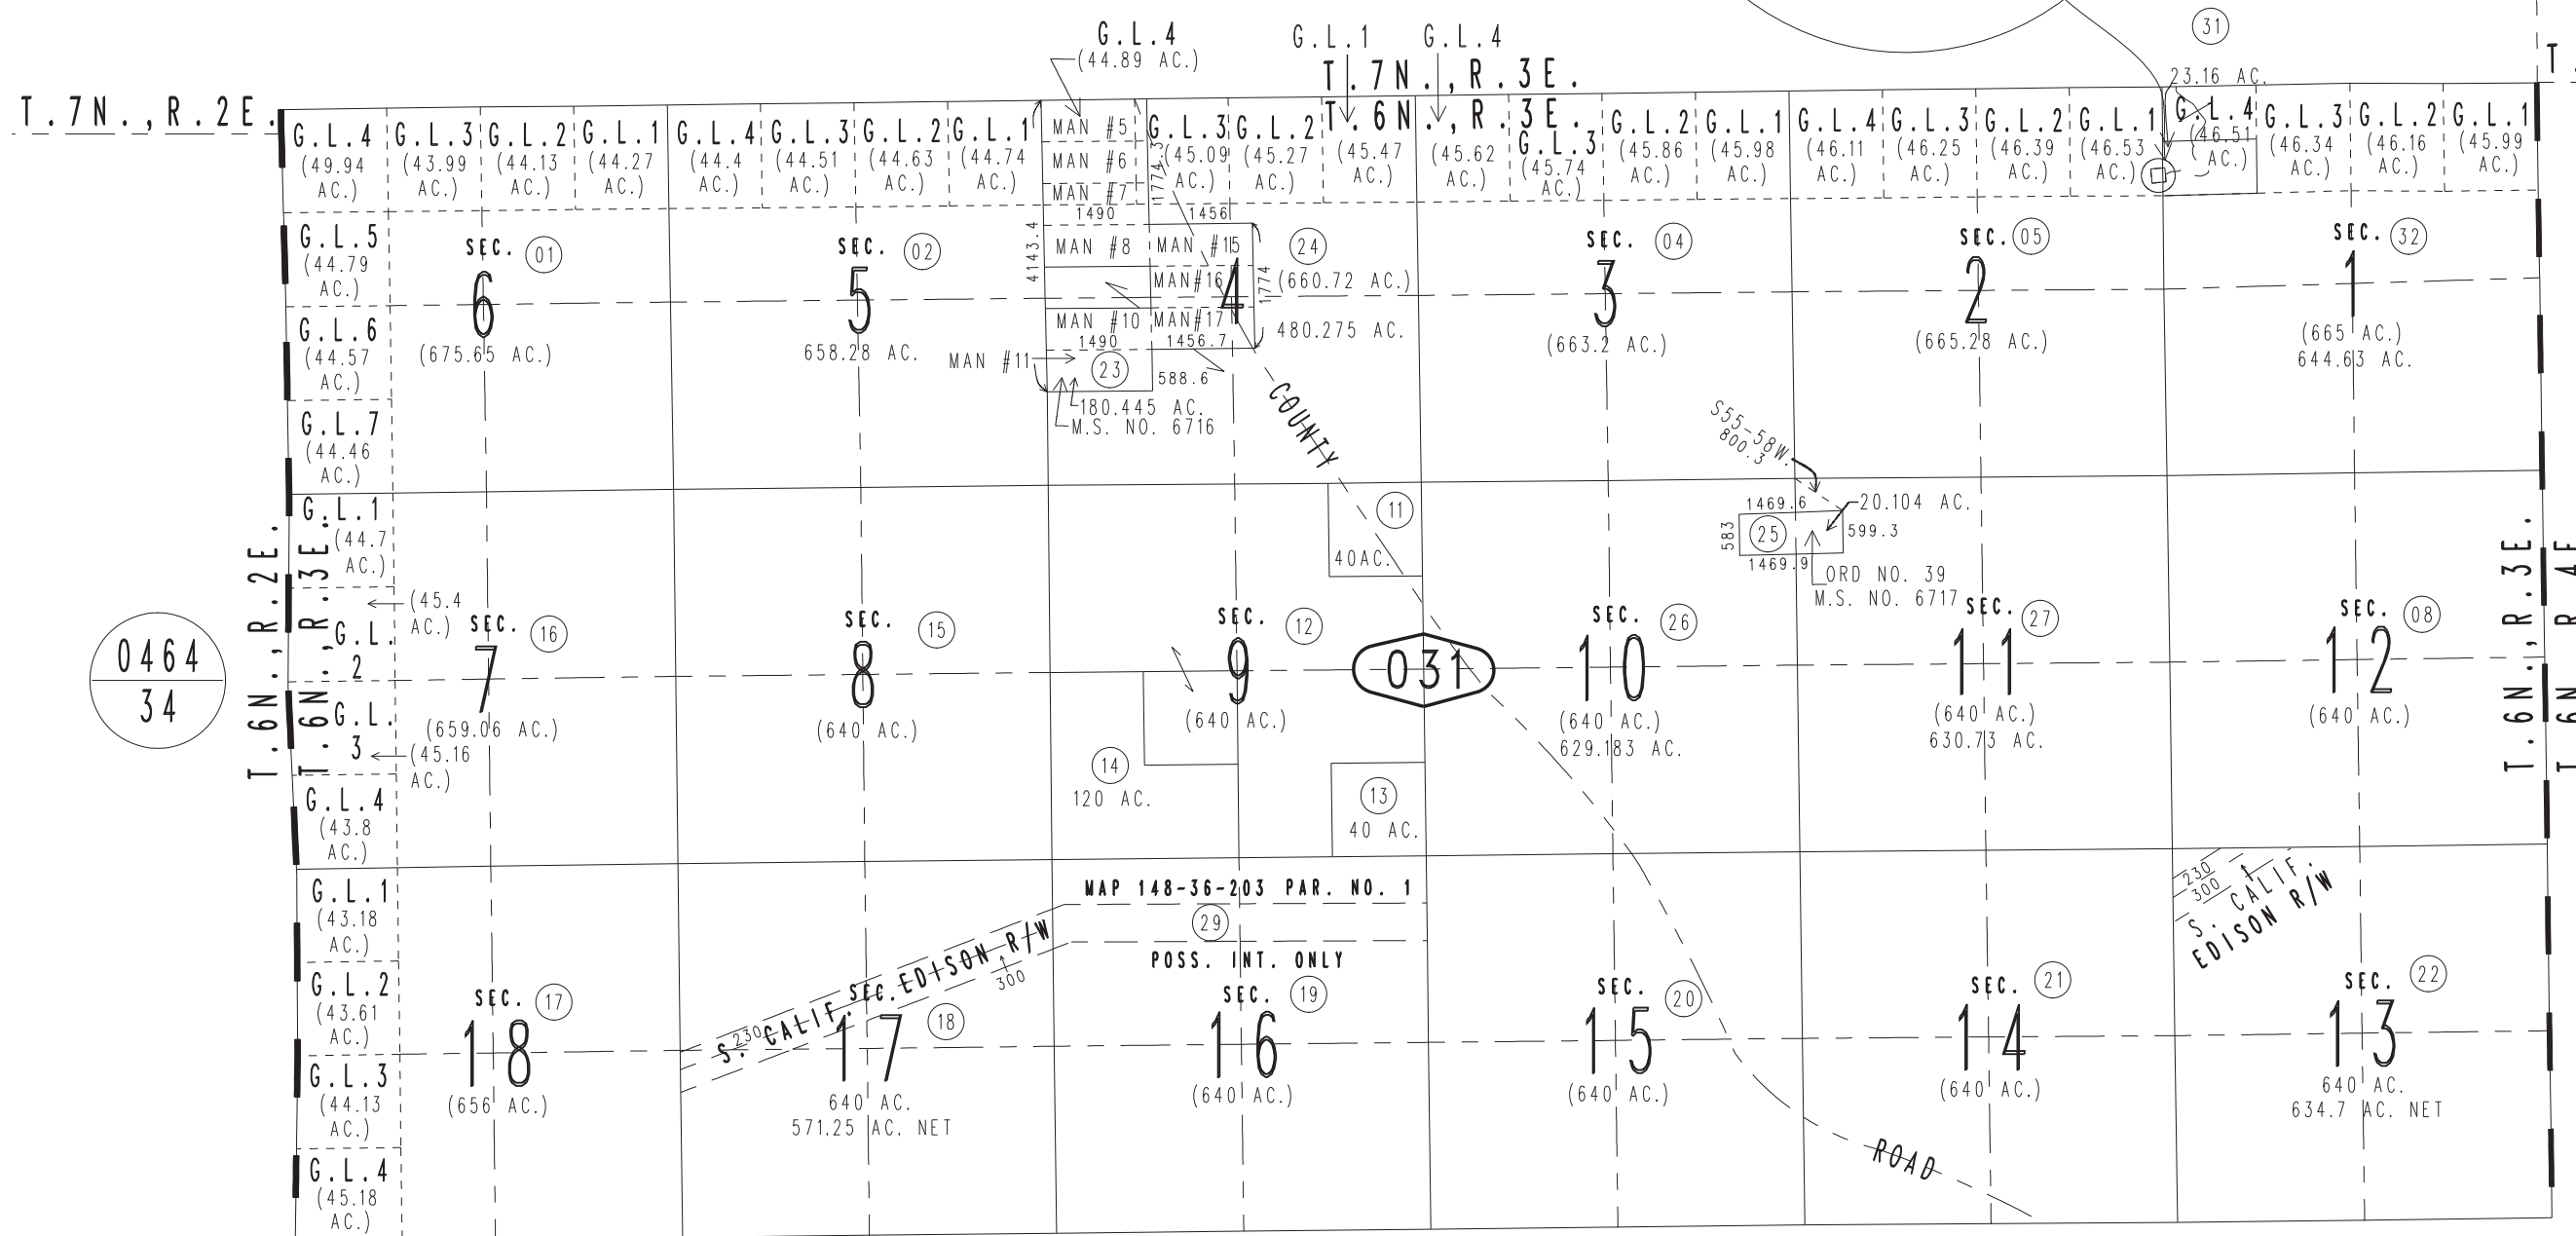 G.L.4
(44.89 AC.)
G.L.1
G.L.4
31
T.7N.,R.3E.
T.
23.16 AC.
T.7N.,R.2E.
T.6N.,R.3E.
G.L.4
(49.94
AC.)
G.L.3
(43.99
AC.)
G.L.2
(44.13
AC.)
G.L.1
(44.27
AC.)
G.L.4
(44.4
AC.)
G.L.3
(44.51
AC.)
G.L.2
(44.63
AC.)
G.L.1
(44.74
AC.)
MAN #5
MAN #6
MAN #7
1490
1774.3
G.L.3
(45.09
AC.)
G.L.2
(45.27
AC.)
(45.47
AC.)
(45.62
AC.)
G.L.3
(45.74
AC.)
G.L.2
(45.86
AC.)
G.L.1
(45.98
AC.)
G.L.4
(46.11
AC.)
G.L.3
(46.25
AC.)
G.L.2
(46.39
AC.)
G.L.1
(46.53
AC.)
G.L.4
(46.51
AC.)
G.L.3
(46.34
AC.)
G.L.2
(46.16
AC.)
G.L.1
(45.99
AC.)
1456
G.L.5
(44.79
AC.)
G.L.6
(44.57
AC.)
G.L.7
(44.46
AC.)
SEC. 01
6
(675.65 AC.)
SEC. 02
5
658.28 AC.
4143.4
MAN #8
MAN #15
MAN#16
MAN #10
MAN#17
1490
1456.7
MAN #11
23
588.6
180.445 AC.
M.S. NO. 6716
4
1774
24
(660.72 AC.)
480.275 AC.
COUNTY
SEC. 04
3
(663.2 AC.)
SEC. 05
2
(665.28 AC.)
SEC. 32
1
(665 AC.)
644.63 AC.
S55-58W.
800.3
1469.6
20.104 AC.
583
25
599.3
1469.9
ORD NO. 39
M.S. NO. 6717
11
40AC.
G.L.1
(44.7
AC.)
(45.4
AC.)
G.L.
2
G.L.
3
(45.16
AC.)
G.L.4
(43.8
AC.)
0464
34
T.6N.,R.2E.
T.6N.,R.3E.
SEC. 16
7
(659.06 AC.)
SEC. 15
8
(640 AC.)
SEC. 12
9
(640 AC.)
14
120 AC.
13
40 AC.
031
SEC. 26
10
(640 AC.)
629.183 AC.
SEC. 27
11
(640 AC.)
630.73 AC.
SEC. 08
12
(640 AC.)
T.6N.,R.3E.
T.6N.,R.4E.
G.L.1
(43.18
AC.)
G.L.2
(43.61
AC.)
G.L.3
(44.13
AC.)
G.L.4
(45.18
AC.)
MAP 148-36-203 PAR. NO. 1
29
POSS. INT. ONLY
230
300
S. CALIF.
EDISON R/W
SEC. 17
18
(656 AC.)
S. CALIF. EDISON R/W
230
300
SEC. 18
17
640 AC.
571.25 AC. NET
SEC. 19
16
(640 AC.)
SEC. 20
15
(640 AC.)
SEC. 21
14
(640 AC.)
SEC. 22
13
640 AC.
634.7 AC. NET
ROAD